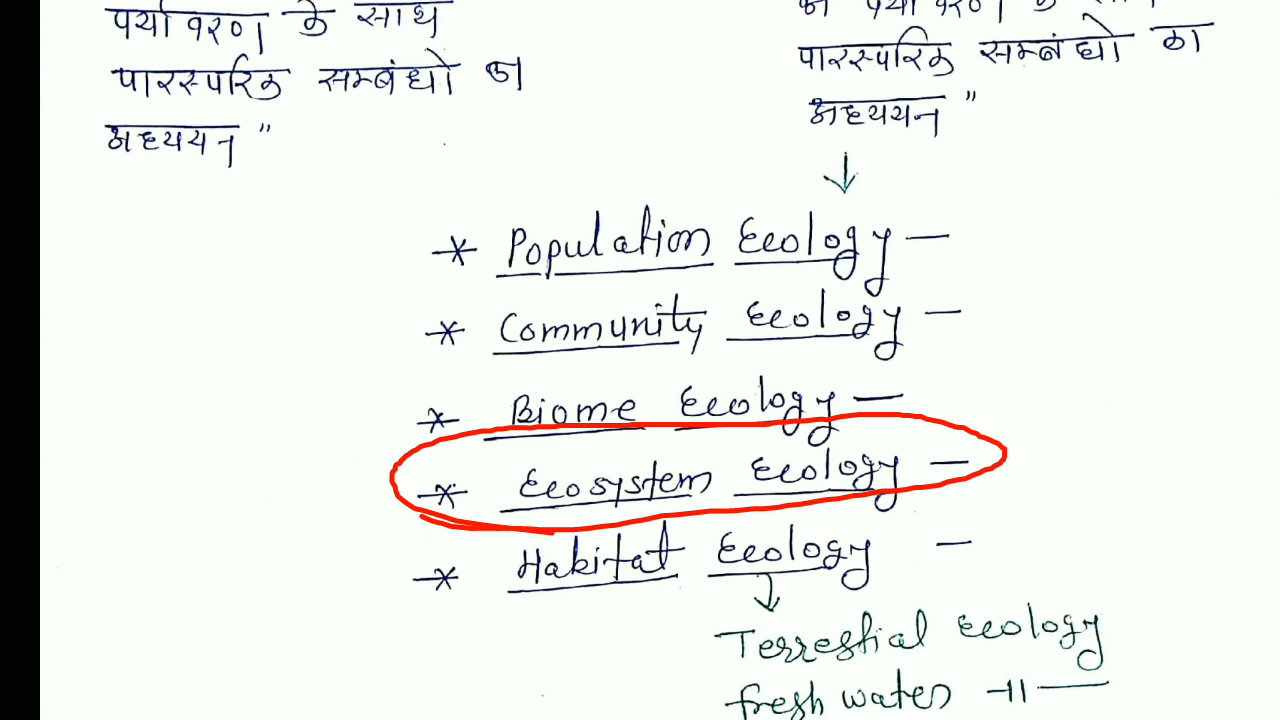 पर्यावरण के साथ
पारस्परिक सम्बंधो का
अध्ययन"
का पर्यावरण के साथ
पारस्परिक सम्बंधो का
अध्ययन"
* Population Ecology —
* Community Ecology —
* Biome Ecology —
* Ecosystem Ecology —
* Habitat Ecology —
Terrestial Ecology
fresh water -11-